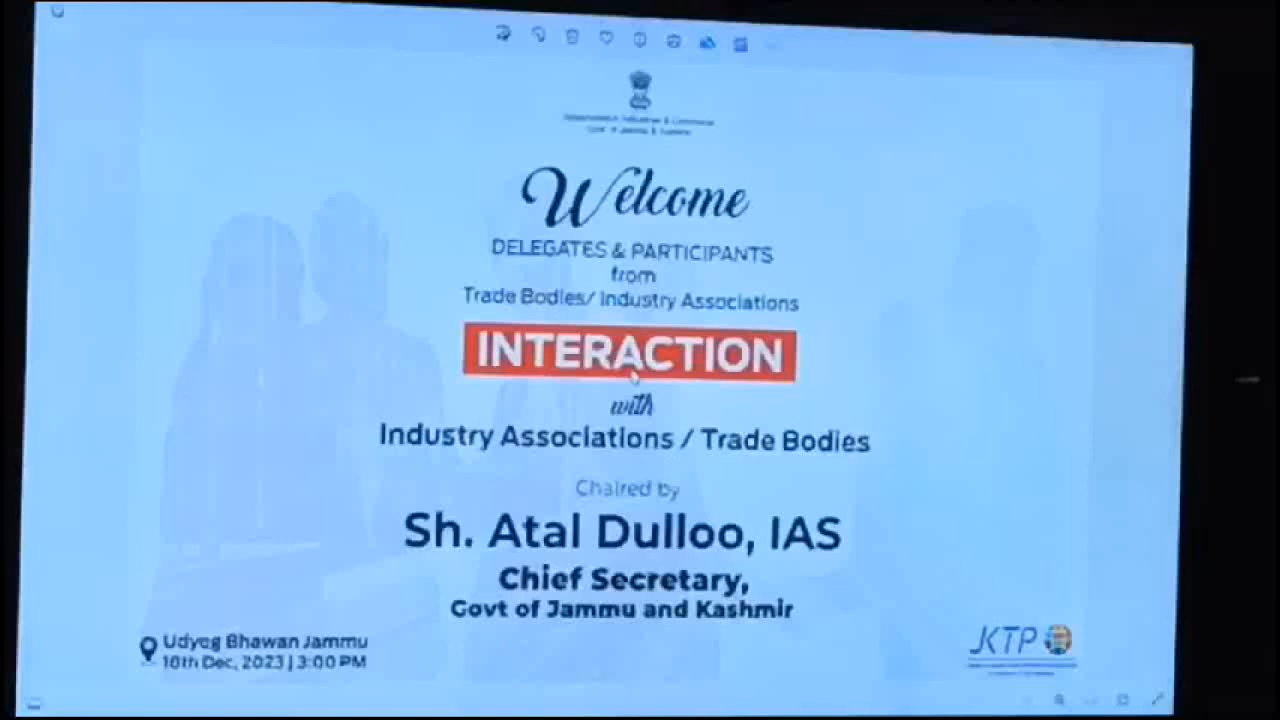 Welcome
DELEGATES & PARTICIPANTS
from
Trade Bodies/ Industry Associations
INTERACTION
with
Industry Associations / Trade Bodies
Chaired by
Sh. Atal Dulloo, IAS
Chief Secretary,
Govt of Jammu and Kashmir
Udyog Bhawan Jammu
Dec, 2023 | 3:00 PM
JKTP